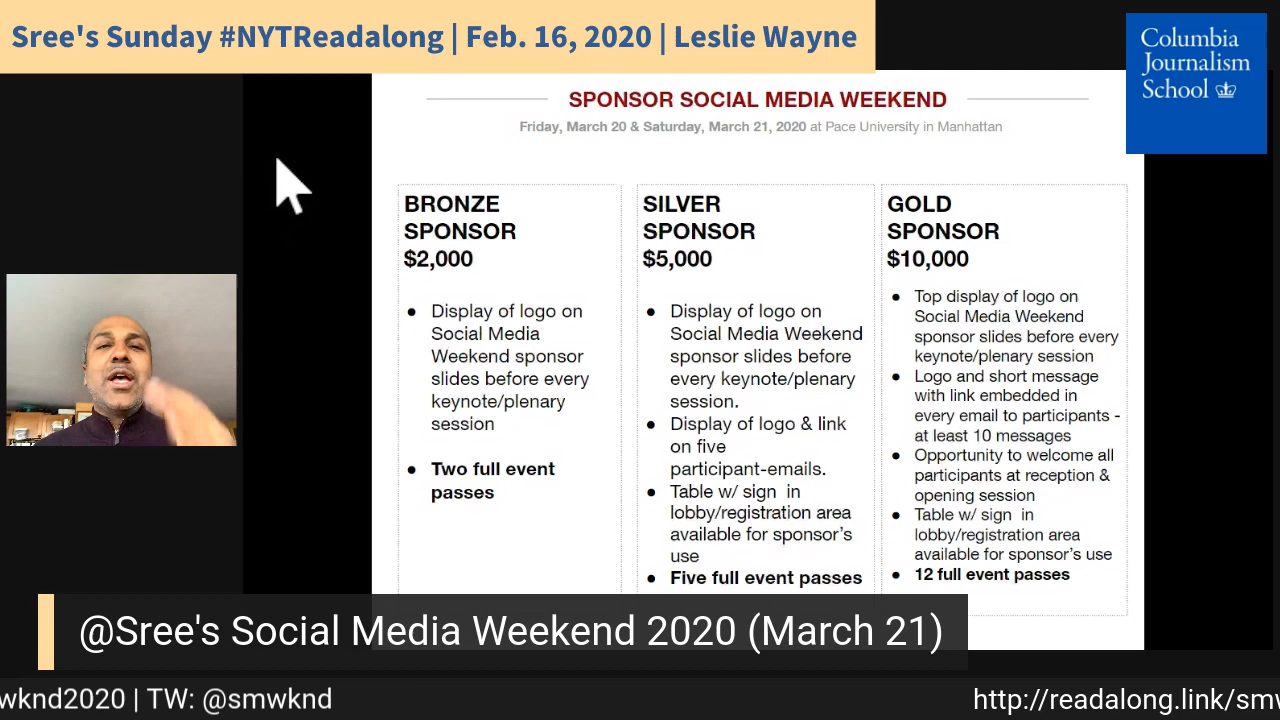 Sree's Sunday #NYTReadalong | Feb. 16, 2020 | Leslie Wayne
Columbia
Journalism
School
SPONSOR SOCIAL MEDIA WEEKEND
Friday, March 20 & Saturday, March 21, 2020 at Pace University in Manhattan
BRONZE
SPONSOR
$2,000
● Display of logo on
Social Media
Weekend sponsor
slides before every
keynote/plenary
session
● Two full event
passes
SILVER
SPONSOR
$5,000
● Display of logo on
Social Media Weekend
sponsor slides before
every keynote/plenary
session.
● Display of logo & link
on five
participant-emails.
● Table w/ sign in
lobby/registration area
available for sponsor's
use
● Five full event passes
GOLD
SPONSOR
$10,000
● Top display of logo on
Social Media Weekend
sponsor slides before every
keynote/plenary session
● Logo and short message
with link embedded in
every email to participants -
at least 10 messages
● Opportunity to welcome all
participants at reception &
opening session
● Table w/ sign in
lobby/registration area
available for sponsor's use
● 12 full event passes
@Sree's Social Media Weekend 2020 (March 21)
wknd2020 | TW: @smwknd
http://readalong.link/smw